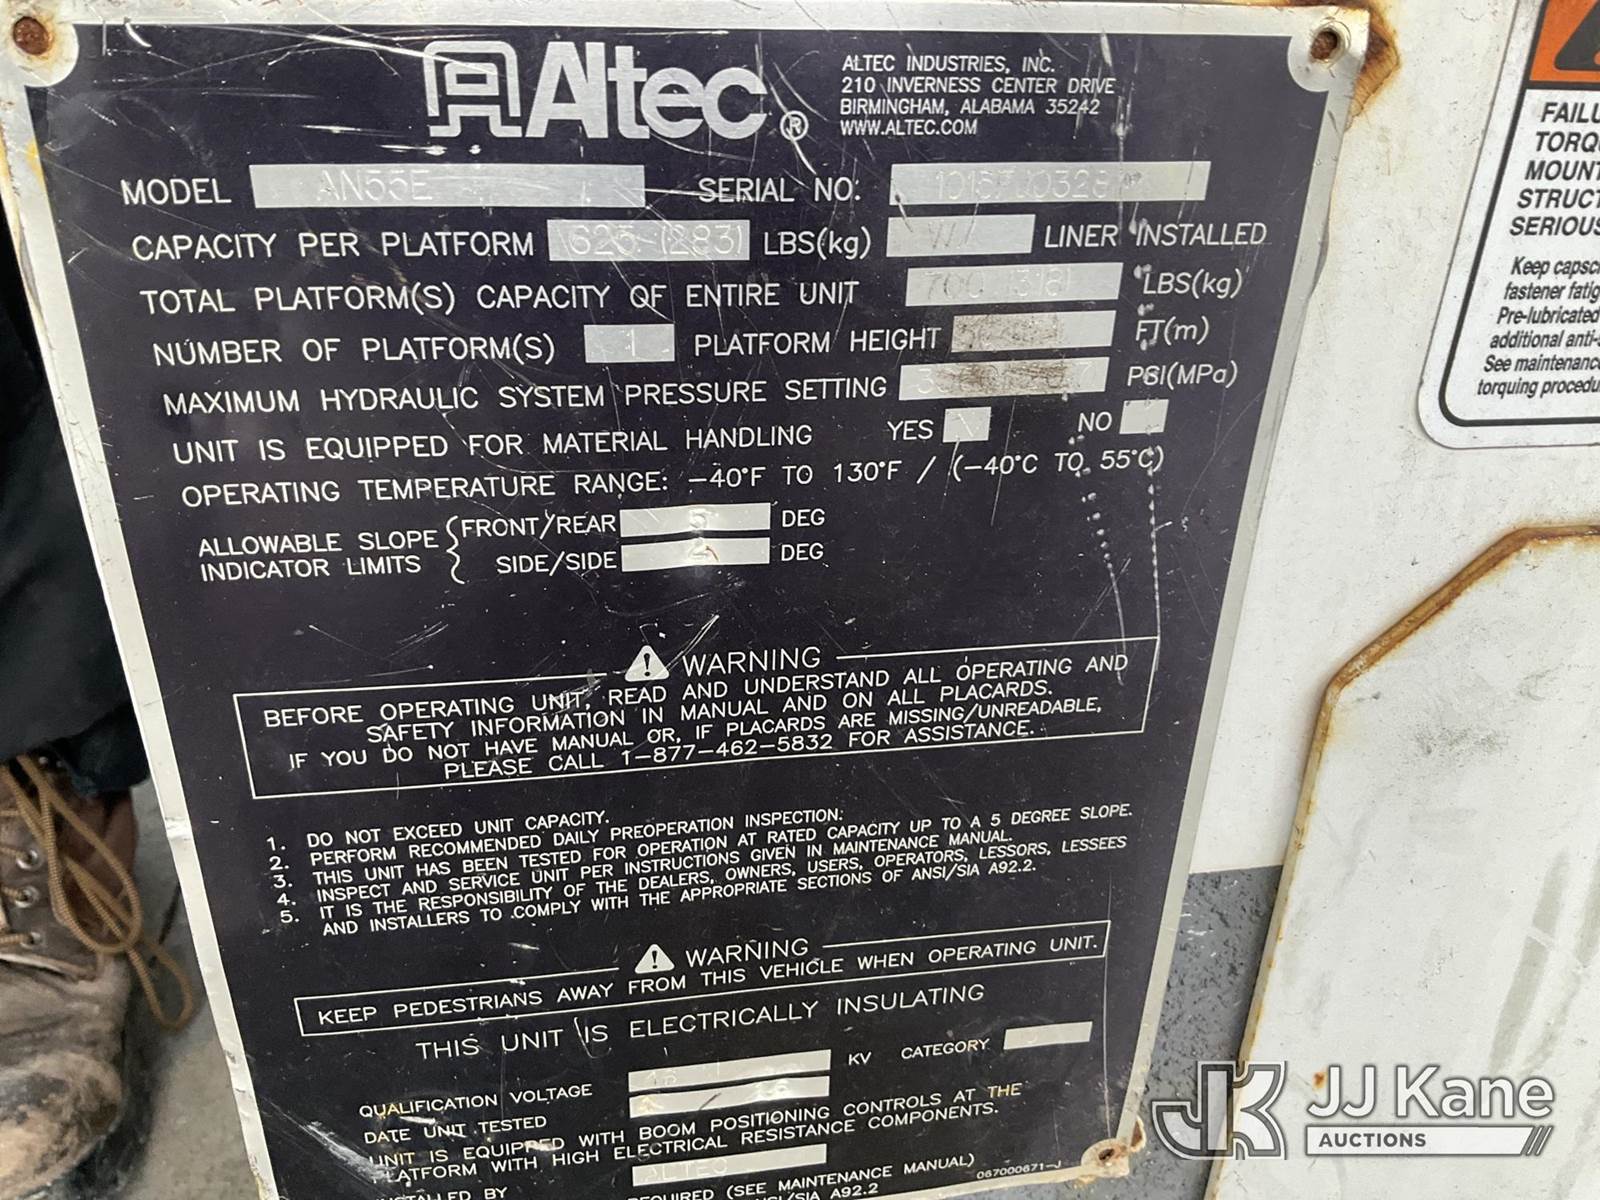 Altec®
ALTEC INDUSTRIES, INC.
210 INVERNESS CENTER DRIVE
BIRMINGHAM, ALABAMA 35242
WWW.ALTEC.COM
MODEL AN55E SERIAL NO:
CAPACITY PER PLATFORM LBS(kg) LINER INSTALLED
TOTAL PLATFORM(S) CAPACITY OF ENTIRE UNIT 700 (318) LBS(kg)
NUMBER OF PLATFORM(S) 1 PLATFORM HEIGHT FT(m)
MAXIMUM HYDRAULIC SYSTEM PRESSURE SETTING PSI(MPa)
UNIT IS EQUIPPED FOR MATERIAL HANDLING YES NO
OPERATING TEMPERATURE RANGE: -40°F TO 130°F / (-40°C TO 55°C)
ALLOWABLE SLOPE INDICATOR LIMITS { FRONT/REAR 5 DEG
SIDE/SIDE DEG
WARNING
BEFORE OPERATING UNIT, READ AND UNDERSTAND ALL OPERATING AND
SAFETY INFORMATION IN MANUAL AND ON ALL PLACARDS.
IF YOU DO NOT HAVE MANUAL OR, IF PLACARDS ARE MISSING/UNREADABLE,
PLEASE CALL 1-877-462-5832 FOR ASSISTANCE.
1. DO NOT EXCEED UNIT CAPACITY.
2. PERFORM RECOMMENDED DAILY PREOPERATION INSPECTION.
3. THIS UNIT HAS BEEN TESTED FOR OPERATION AT RATED CAPACITY UP TO A 5 DEGREE SLOPE.
4. INSPECT AND SERVICE UNIT PER INSTRUCTIONS GIVEN IN MAINTENANCE MANUAL.
5. IT IS THE RESPONSIBILITY OF THE DEALERS, OWNERS, USERS, OPERATORS, LESSORS, LESSEES
AND INSTALLERS TO COMPLY WITH THE APPROPRIATE SECTIONS OF ANSI/SIA A92.2.
WARNING
KEEP PEDESTRIANS AWAY FROM THIS VEHICLE WHEN OPERATING UNIT.
THIS UNIT IS ELECTRICALLY INSULATING
QUALIFICATION VOLTAGE KV CATEGORY
DATE UNIT TESTED
UNIT IS EQUIPPED WITH BOOM POSITIONING CONTROLS AT THE
PLATFORM WITH HIGH ELECTRICAL RESISTANCE COMPONENTS.
INSTALLED BY ALTEC
REQUIRED (SEE MAINTENANCE MANUAL)
A92.2
067000671-J
FAILU
TORQU
MOUNT
STRUCT
SERIOUS
Keep capsc
fastener fatig
Pre-lubricated
additional anti-s
See maintenanc
torquing procedu
JK JJ Kane
AUCTIONS